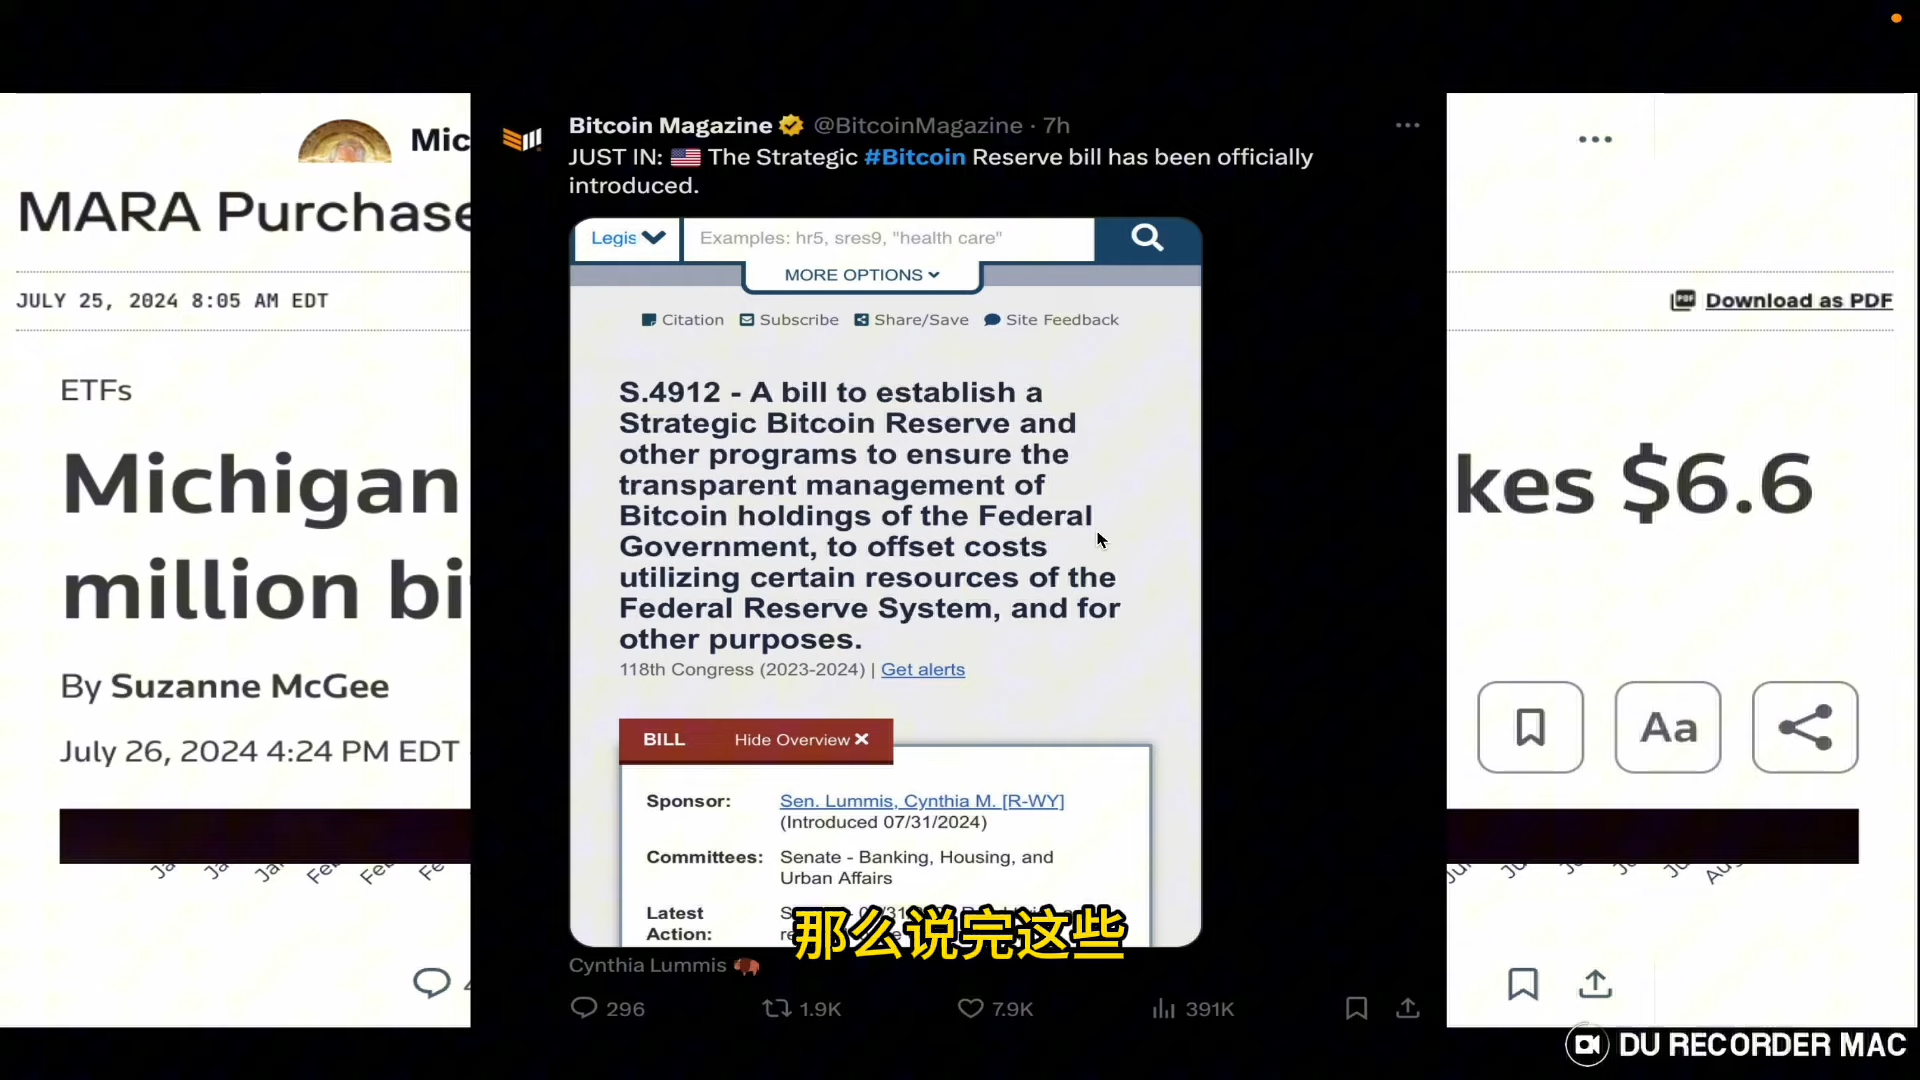 Mic
MARA Purchase
JULY 25, 2024 8:05 AM EDT
ETFs
Michigan
million bi
By Suzanne McGee
July 26, 2024 4:24 PM EDT
Bitcoin Magazine @BitcoinMagazine · 7h
JUST IN: 🇺🇸 The Strategic #Bitcoin Reserve bill has been officially
introduced.
Legis
Examples: hr5, sres9, "health care"
MORE OPTIONS
Citation Subscribe Share/Save Site Feedback
S.4912 - A bill to establish a
Strategic Bitcoin Reserve and
other programs to ensure the
transparent management of
Bitcoin holdings of the Federal
Government, to offset costs
utilizing certain resources of the
Federal Reserve System, and for
other purposes.
118th Congress (2023-2024) | Get alerts
BILL Hide Overview ✕
Sponsor: Sen. Lummis, Cynthia M. [R-WY]
(Introduced 07/31/2024)
Committees: Senate - Banking, Housing, and
Urban Affairs
Latest
Action:
那么说完这些
Cynthia Lummis 🦬
296 1.9K 7.9K 391K
PDF Download as PDF
kes $6.6
Aa
DU RECORDER MAC